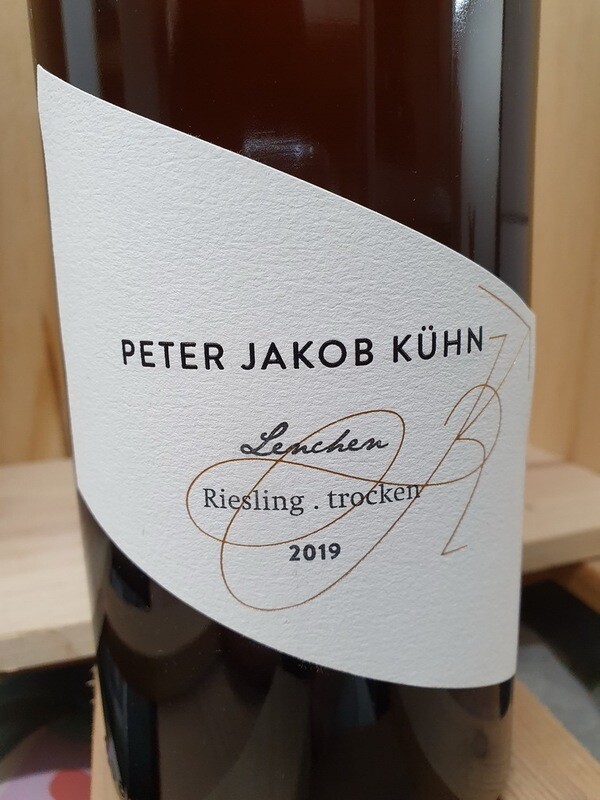 PETER JAKOB KÜHN
Lenchen
Riesling . trocken
2019